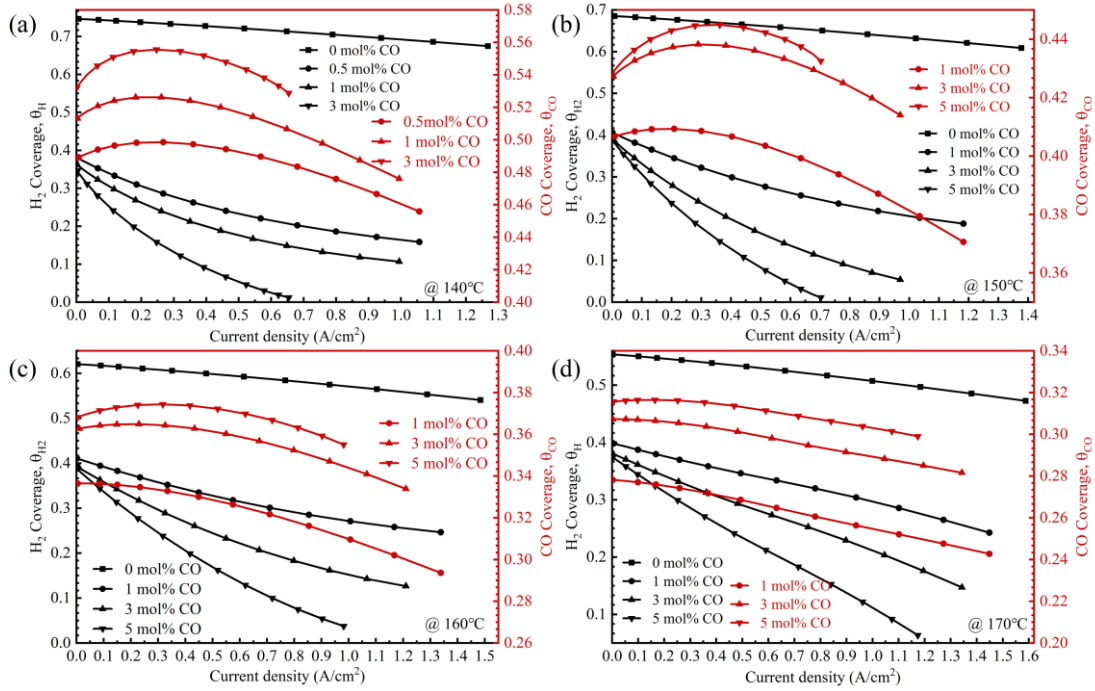 (a)
H₂ Coverage, θ_H
0.0
0.1
0.2
0.3
0.4
0.5
0.6
0.7
0 mol% CO
0.5 mol% CO
1 mol% CO
3 mol% CO
0.5mol% CO
1 mol% CO
3 mol% CO
0.58
0.56
0.54
0.52
0.50
0.48
0.46
0.44
0.42
0.40
CO Coverage, θ_CO
@ 140℃
0.0 0.1 0.2 0.3 0.4 0.5 0.6 0.7 0.8 0.9 1.0 1.1 1.2 1.3
Current density (A/cm²)
(b)
H₂ Coverage, θ_H2
0.7
0.6
0.5
0.4
0.3
0.2
0.1
0.0
1 mol% CO
3 mol% CO
5 mol% CO
0 mol% CO
1 mol% CO
3 mol% CO
5 mol% CO
0.44
0.42
0.40
0.38
0.36
CO Coverage, θ_CO
@ 150℃
0.0 0.1 0.2 0.3 0.4 0.5 0.6 0.7 0.8 0.9 1.0 1.1 1.2 1.3 1.4
Current density (A/cm²)
(c)
H₂ Coverage, θ_H2
0.6
0.5
0.4
0.3
0.2
0.1
0.0
1 mol% CO
3 mol% CO
5 mol% CO
0 mol% CO
1 mol% CO
3 mol% CO
5 mol% CO
0.40
0.38
0.36
0.34
0.32
0.30
0.28
0.26
CO Coverage, θ_CO
@ 160℃
0.0 0.1 0.2 0.3 0.4 0.5 0.6 0.7 0.8 0.9 1.0 1.1 1.2 1.3 1.4 1.5
Current density (A/cm²)
(d)
H₂ Coverage, θ_H
0.5
0.4
0.3
0.2
0.1
0 mol% CO
1 mol% CO
3 mol% CO
5 mol% CO
1 mol% CO
3 mol% CO
5 mol% CO
0.34
0.32
0.30
0.28
0.26
0.24
0.22
0.20
CO Coverage, θ_CO
@ 170℃
0.0 0.1 0.2 0.3 0.4 0.5 0.6 0.7 0.8 0.9 1.0 1.1 1.2 1.3 1.4 1.5 1.6
Current density (A/cm²)